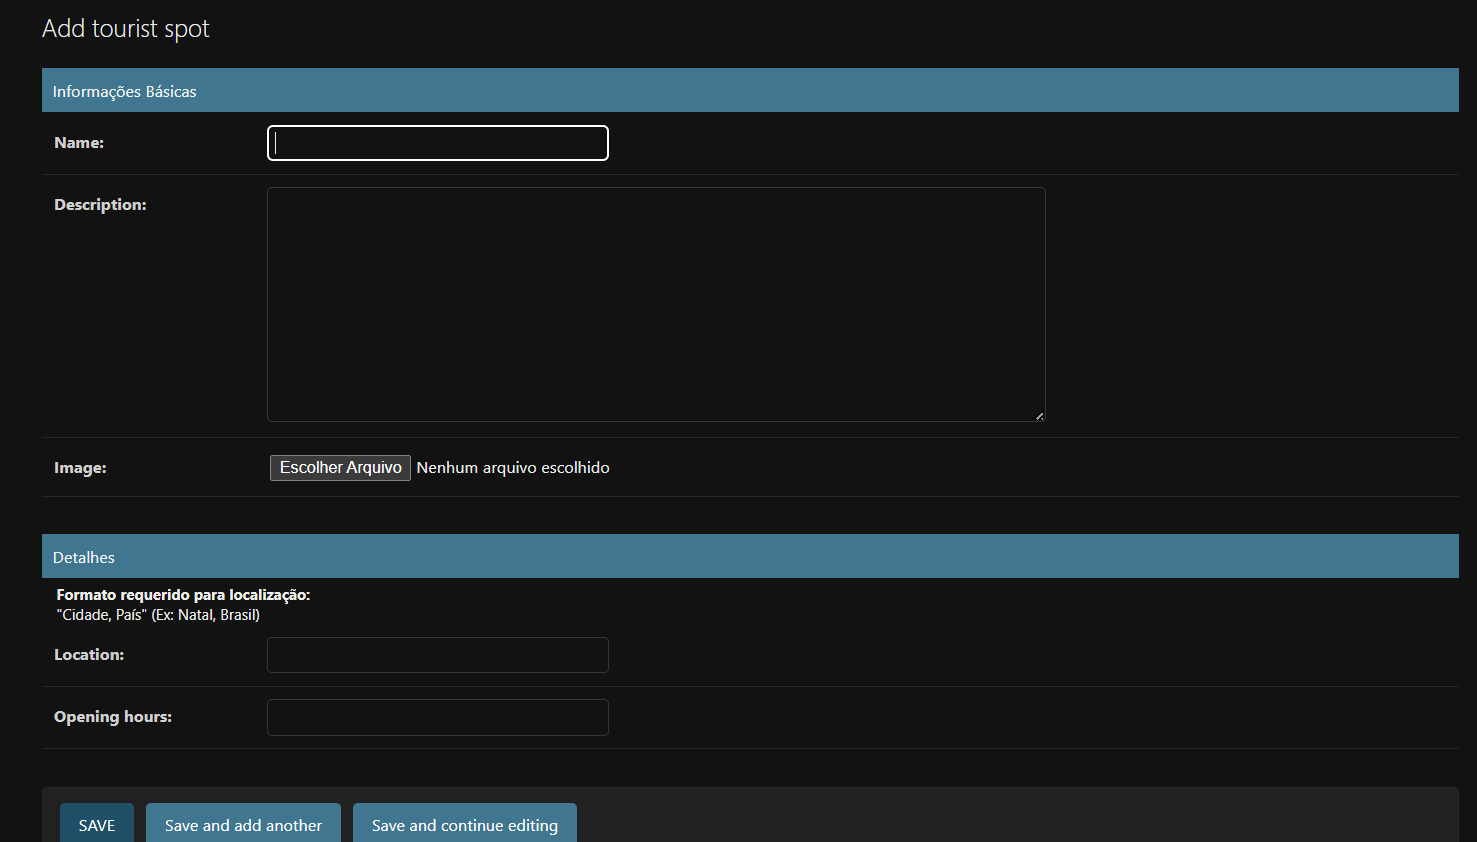 Add tourist spot
Informações Básicas
Name:
Description:
Image: Escolher Arquivo Nenhum arquivo escolhido
Detalhes
Formato requerido para localização:
"Cidade, País" (Ex: Natal, Brasil)
Location:
Opening hours:
SAVE Save and add another Save and continue editing